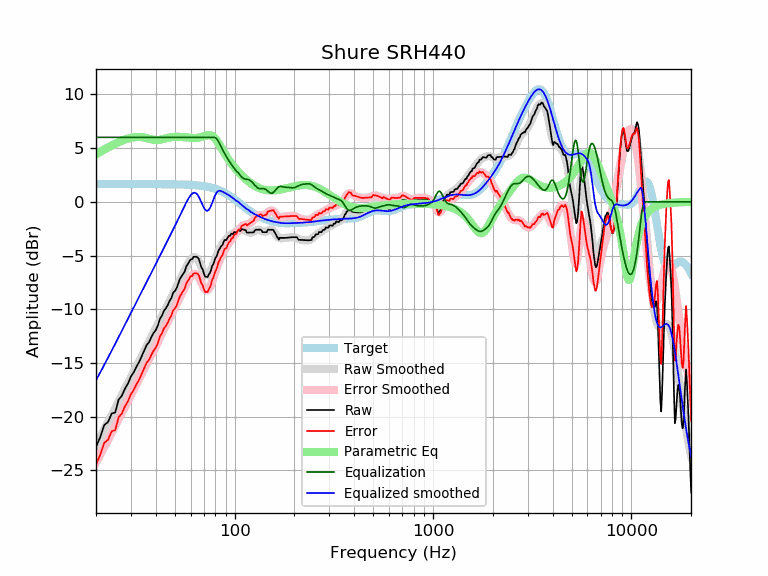 Shure SRH440
Amplitude (dBr)
10
5
0
−5
−10
−15
−20
−25
Target
Raw Smoothed
Error Smoothed
Raw
Error
Parametric Eq
Equalization
Equalized smoothed
100
1000
10000
Frequency (Hz)